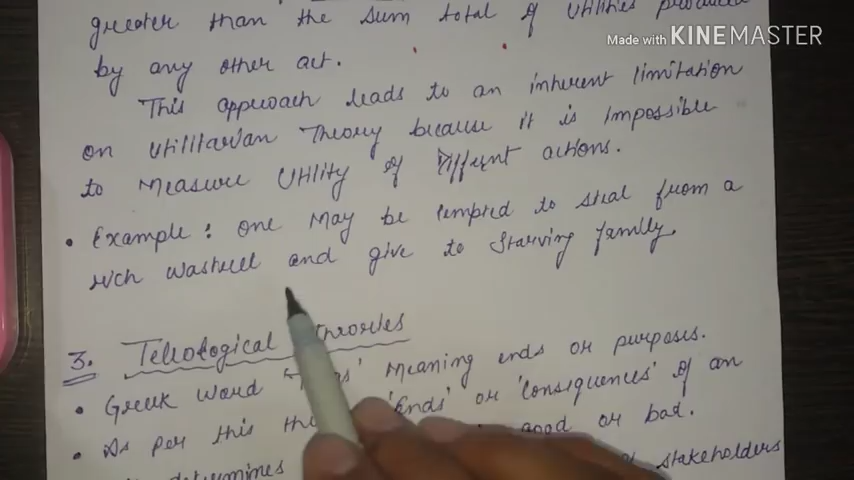 greater than the sum total of utilities produced
Made with KINEMASTER
by any other act.
This approach leads to an inherent limitation
on utilitarian Theory because it is impossible
to measure utility of Different actions.
• Example : One may be tempted to steal from a
rich wastrel and give to starving family.
3. Teleological Theories
• Greek word meaning ends or purposes.
• As per this 'Ends' or 'consequences' of an
determines good or bad.
stakeholders